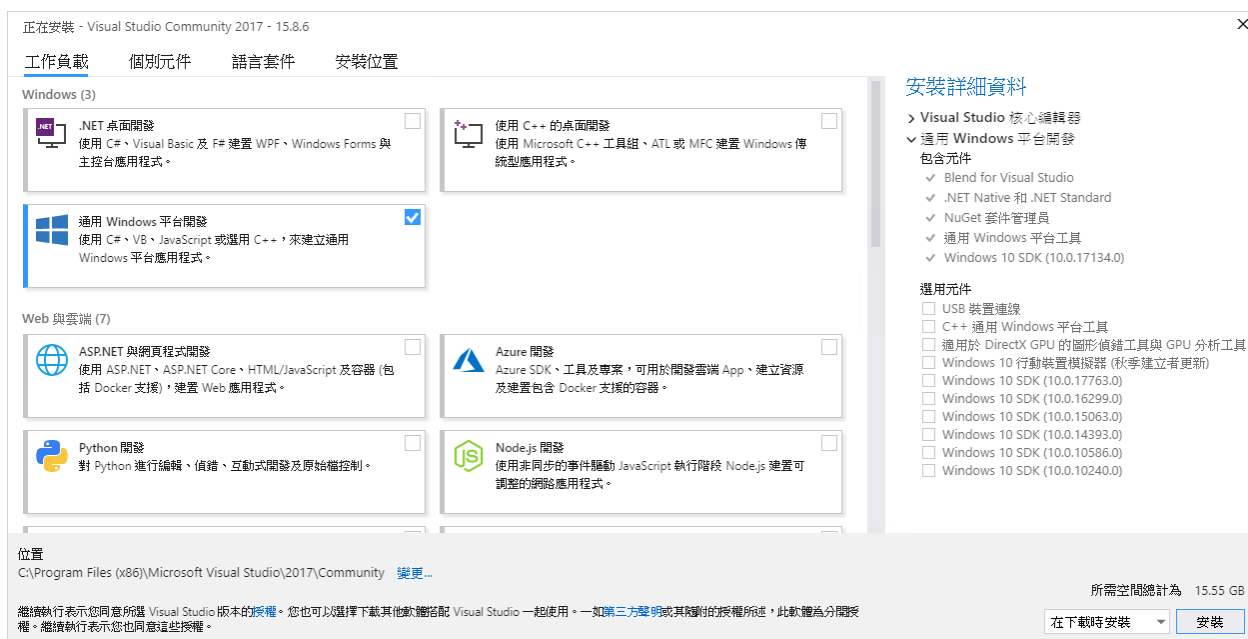 正在安裝 - Visual Studio Community 2017 - 15.8.6
工作負載 個別元件 語言套件 安裝位置
Windows (3)
.NET
.NET 桌面開發
使用 C#、Visual Basic 及 F# 建置 WPF、Windows Forms 與
主控台應用程式。
使用 C++ 的桌面開發
使用 Microsoft C++ 工具組、ATL 或 MFC 建置 Windows 傳
統型應用程式。
通用 Windows 平台開發
使用 C#、VB、JavaScript 或選用 C++，來建立通用
Windows 平台應用程式。
Web 與雲端 (7)
ASP.NET 與網頁程式開發
使用 ASP.NET、ASP.NET Core、HTML/JavaScript 及容器 (包
括 Docker 支援)，建置 Web 應用程式。
Azure 開發
Azure SDK、工具及專案，可用於開發雲端 App、建立資源
及建置包含 Docker 支援的容器。
Python 開發
對 Python 進行編輯、偵錯、互動式開發及原始檔控制。
JS
Node.js 開發
使用非同步的事件驅動 JavaScript 執行階段 Node.js 建置可
調整的網路應用程式。
安裝詳細資料
Visual Studio 核心編輯器
通用 Windows 平台開發
包含元件
Blend for Visual Studio
.NET Native 和 .NET Standard
NuGet 套件管理員
通用 Windows 平台工具
Windows 10 SDK (10.0.17134.0)
選用元件
USB 裝置連線
C++ 通用 Windows 平台工具
適用於 DirectX GPU 的圖形偵錯工具與 GPU 分析工具
Windows 10 行動裝置模擬器 (秋季建立者更新)
Windows 10 SDK (10.0.17763.0)
Windows 10 SDK (10.0.16299.0)
Windows 10 SDK (10.0.15063.0)
Windows 10 SDK (10.0.14393.0)
Windows 10 SDK (10.0.10586.0)
Windows 10 SDK (10.0.10240.0)
位置
C:\Program Files (x86)\Microsoft Visual Studio\2017\Community 變更...
繼續執行表示您同意所選 Visual Studio 版本的授權。您也可以選擇下載其他軟體搭配 Visual Studio 一起使用。一如第三方聲明或其隨附的授權所述，此軟體為分開授
權。繼續執行表示您也同意這些授權。
所需空間總計為 15.55 GB
在下載時安裝 安裝